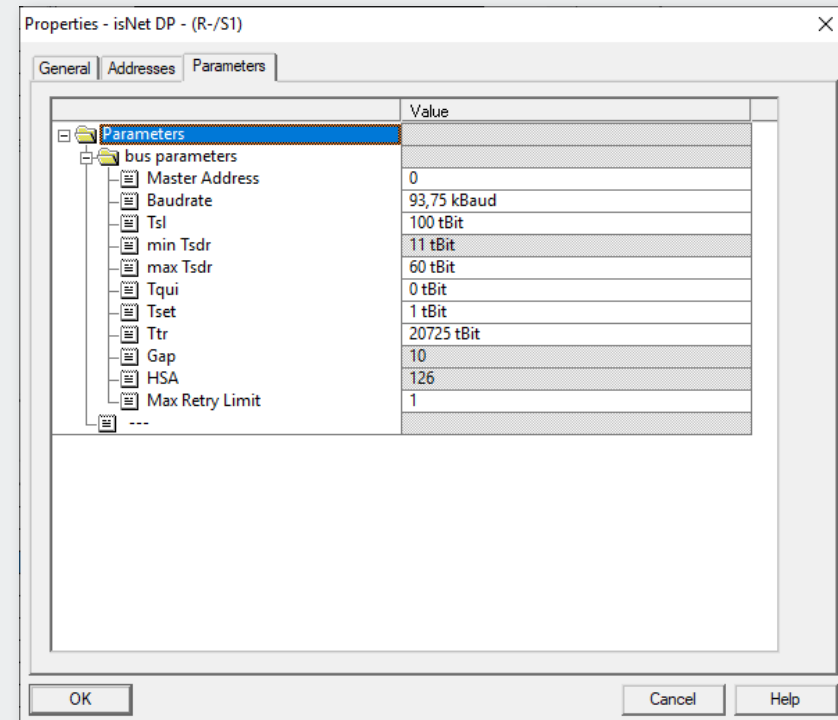 Properties - isNet DP - (R-/S1)
General Addresses Parameters
Value
Parameters
bus parameters
Master Address 0
Baudrate 93,75 kBaud
Tsl 100 tBit
min Tsdr 11 tBit
max Tsdr 60 tBit
Tqui 0 tBit
Tset 1 tBit
Ttr 20725 tBit
Gap 10
HSA 126
Max Retry Limit 1
---
OK Cancel Help